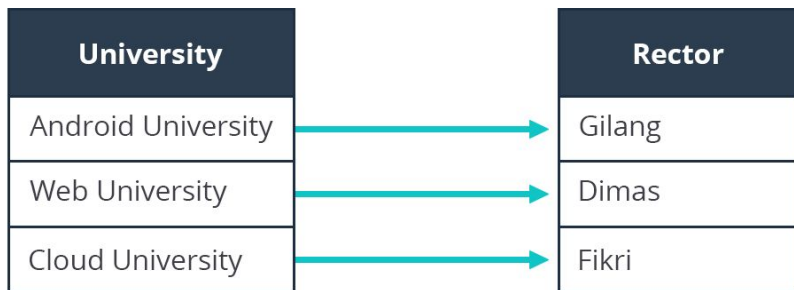 University
Rector
Android University
Gilang
Web University
Dimas
Cloud University
Fikri